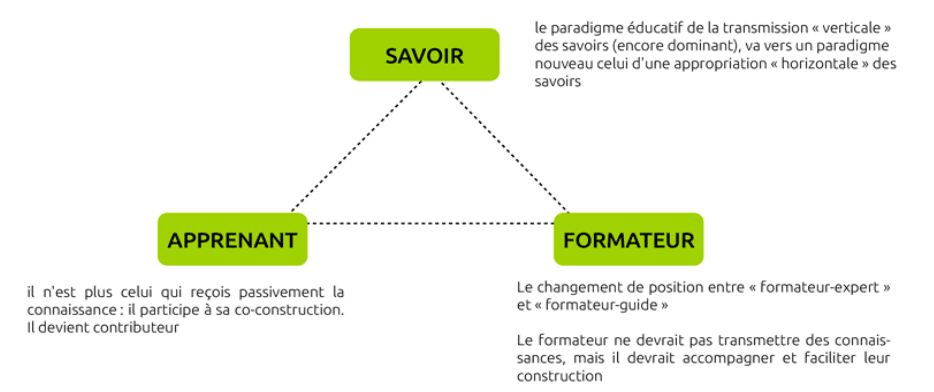 SAVOIR
le paradigme éducatif de la transmission « verticale »
des savoirs (encore dominant), va vers un paradigme
nouveau celui d'une appropriation « horizontale » des
savoirs
APPRENANT
FORMATEUR
il n'est plus celui qui reçois passivement la
connaissance : il participe à sa co-construction.
Il devient contributeur
Le changement de position entre « formateur-expert »
et « formateur-guide »
Le formateur ne devrait pas transmettre des connais-
sances, mais il devrait accompagner et faciliter leur
construction